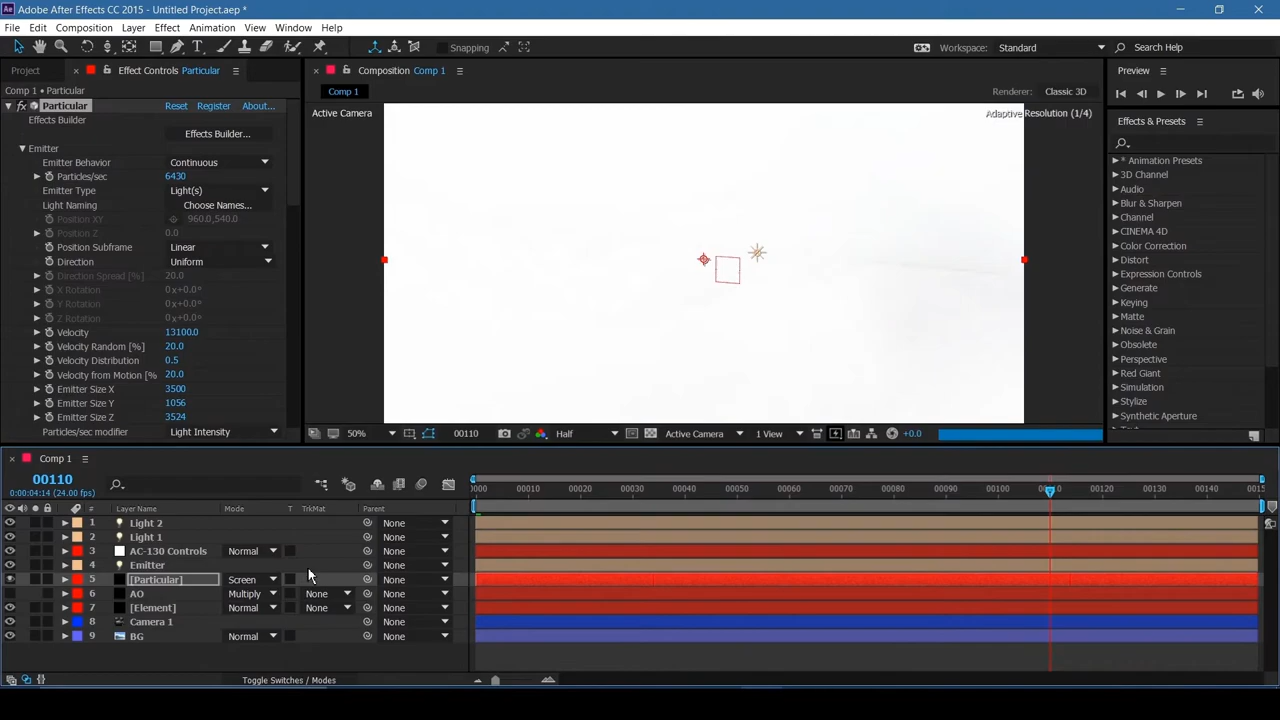 Adobe After Effects CC 2015 - Untitled Project.aep *
File Edit Composition Layer Effect Animation View Window Help
Snapping Workspace: Standard Search Help
Project Effect Controls Particular Composition Comp 1 Preview
Comp 1 • Particular Comp 1 Renderer: Classic 3D
fx Particular Reset Register About...
Active Camera Adaptive Resolution (1/4)
Effects Builder
Effects Builder...
Emitter
Emitter Behavior Continuous
Particles/sec 6430
Emitter Type Light(s)
Light Naming Choose Names...
Position XY 960.0,540.0
Position Z 0.0
Position Subframe Linear
Direction Uniform
Direction Spread [%] 20.0
X Rotation 0x+0.0°
Y Rotation 0x+0.0°
Z Rotation 0x+0.0°
Velocity 13100.0
Velocity Random [%] 20.0
Velocity Distribution 0.5
Velocity from Motion [% 20.0
Emitter Size X 3500
Emitter Size Y 1056
Emitter Size Z 3524
Particles/sec modifier Light Intensity
Effects & Presets
* Animation Presets
3D Channel
Audio
Blur & Sharpen
Channel
CINEMA 4D
Color Correction
Distort
Expression Controls
Generate
Keying
Matte
Noise & Grain
Obsolete
Perspective
Red Giant
Simulation
Stylize
Synthetic Aperture
50% 00110 Half Active Camera 1 View +0.0
Comp 1
00110
0:00:04:14 (24.00 fps)
0000 00010 00020 00030 00040 00050 00060 00070 00080 00090 00100 00110 00120 00130 00140 0015
# Layer Name Mode T TrkMat Parent
1 Light 2 None
2 Light 1 None
3 AC-130 Controls Normal None
4 Emitter None
5 [Particular] Screen None
6 AO Multiply None None
7 [Element] Normal None None
8 Camera 1 None
9 BG Normal None
Toggle Switches / Modes